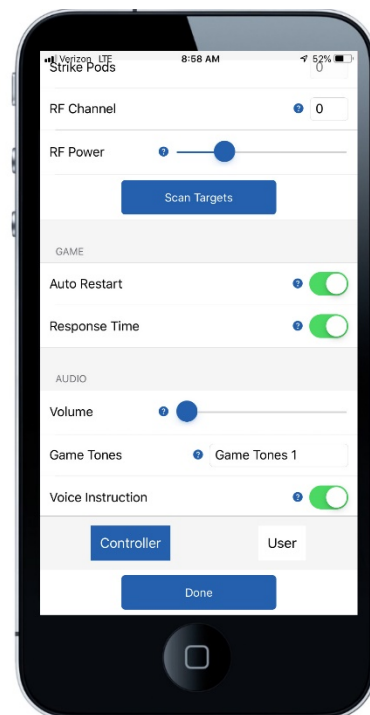 Verizon LTE 8:58 AM 52%
Strike Pods 0
RF Channel ? 0
RF Power ?
Scan Targets
GAME
Auto Restart ?
Response Time ?
AUDIO
Volume ?
Game Tones ? Game Tones 1
Voice Instruction ?
Controller User
Done